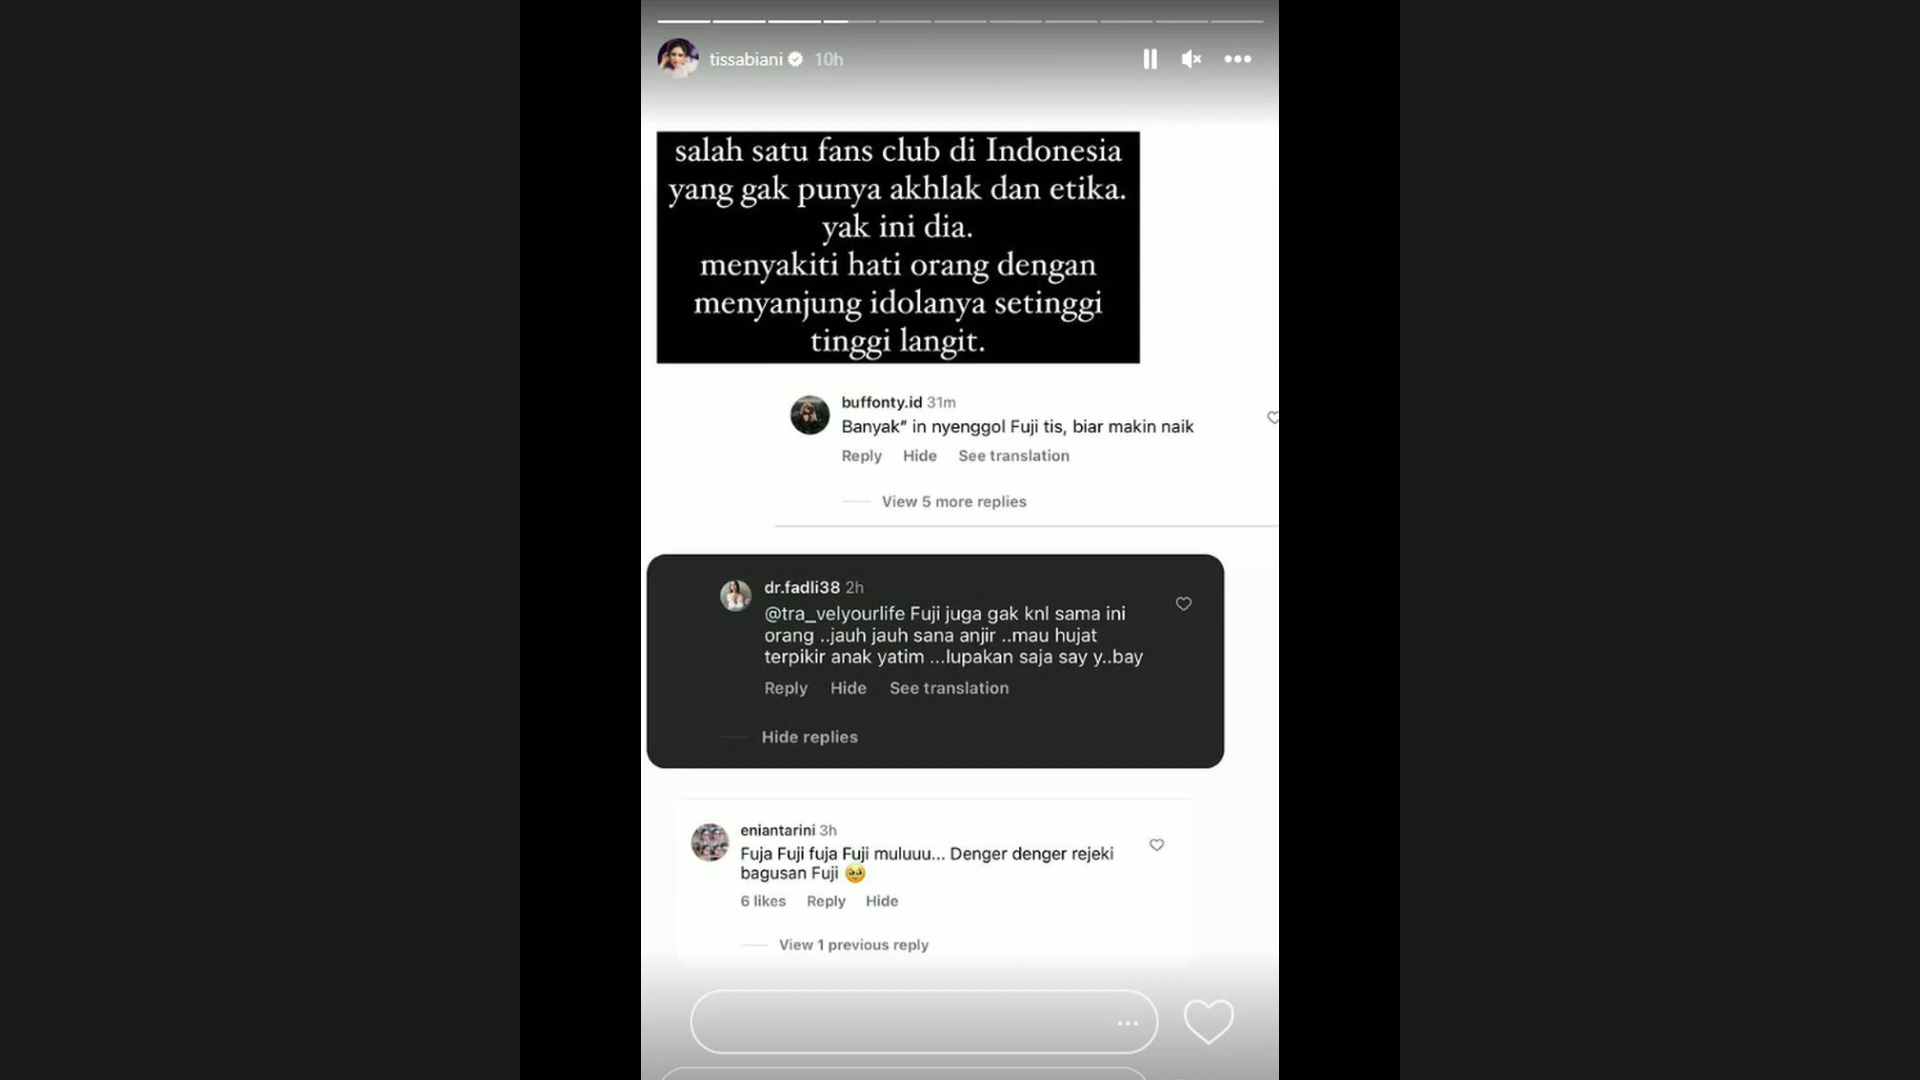 tissabiani 10h
salah satu fans club di Indonesia
yang gak punya akhlak dan etika.
yak ini dia.
menyakiti hati orang dengan
menyanjung idolanya setinggi
tinggi langit.
buffonty.id 31m
Banyak” in nyenggol Fuji tis, biar makin naik
Reply Hide See translation
View 5 more replies
dr.fadli38 2h
@tra_velyourlife Fuji juga gak knl sama ini
orang ..jauh jauh sana anjir ..mau hujat
terpikir anak yatim ...lupakan saja say y..bay
Reply Hide See translation
Hide replies
eniantarini 3h
Fuja Fuji fuja Fuji muluuu... Denger denger rejeki
bagusan Fuji 🥹
6 likes Reply Hide
View 1 previous reply